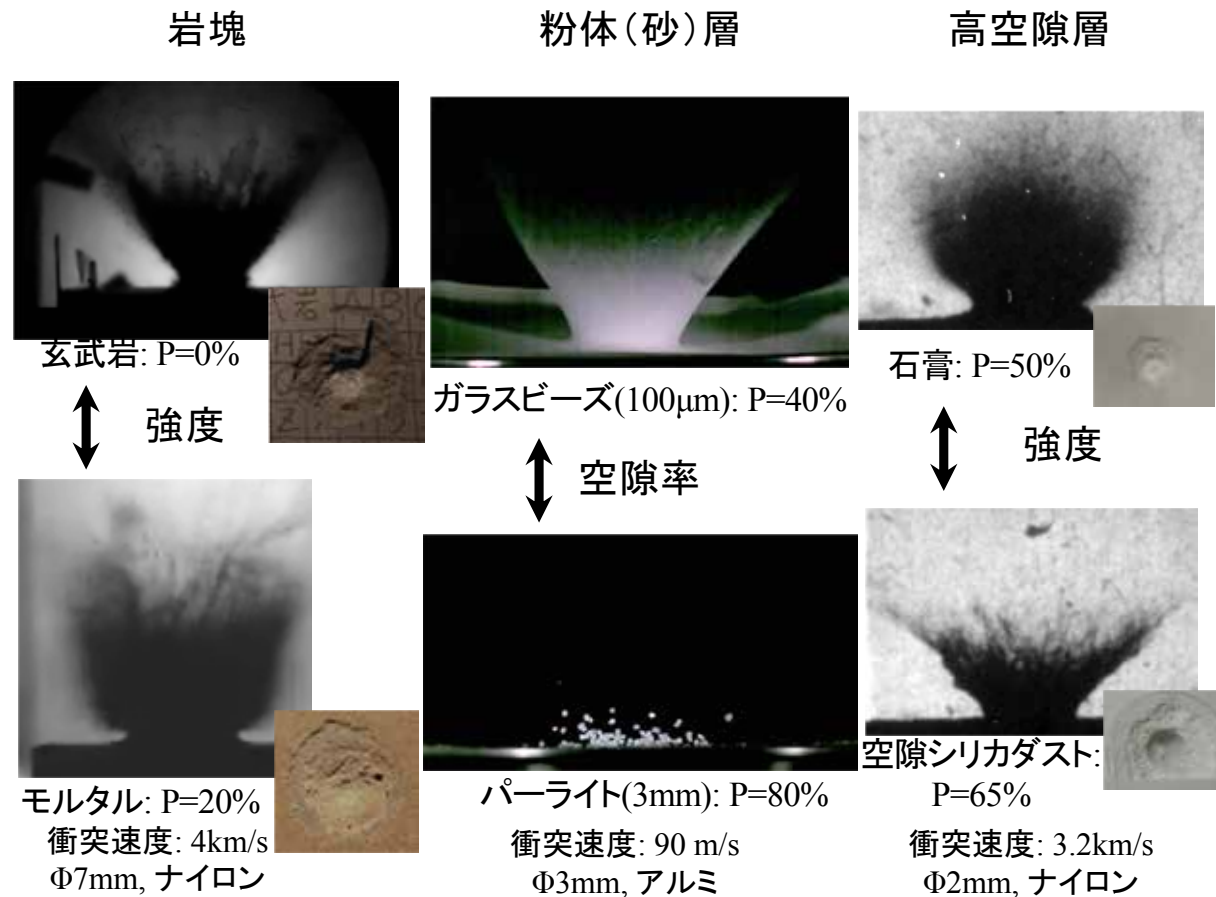 岩塊
粉体(砂)層
高空隙層
玄武岩: P=0%
強度
モルタル: P=20%
衝突速度: 4km/s
Φ7mm, ナイロン
ガラスビーズ(100μm): P=40%
空隙率
パーライト(3mm): P=80%
衝突速度: 90 m/s
Φ3mm, アルミ
石膏: P=50%
強度
空隙シリカダスト:
P=65%
衝突速度: 3.2km/s
Φ2mm, ナイロン